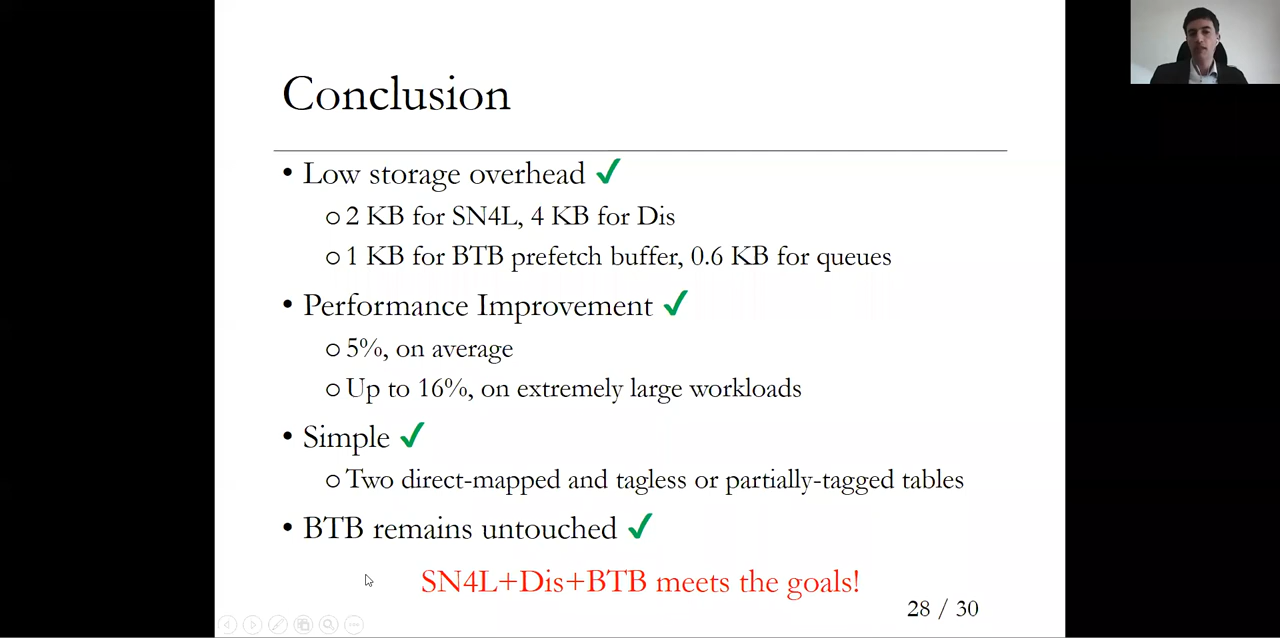 Conclusion
• Low storage overhead ✔
○ 2 KB for SN4L, 4 KB for Dis
○ 1 KB for BTB prefetch buffer, 0.6 KB for queues
• Performance Improvement ✔
○ 5%, on average
○ Up to 16%, on extremely large workloads
• Simple ✔
○ Two direct-mapped and tagless or partially-tagged tables
• BTB remains untouched ✔
SN4L+Dis+BTB meets the goals!
28 / 30